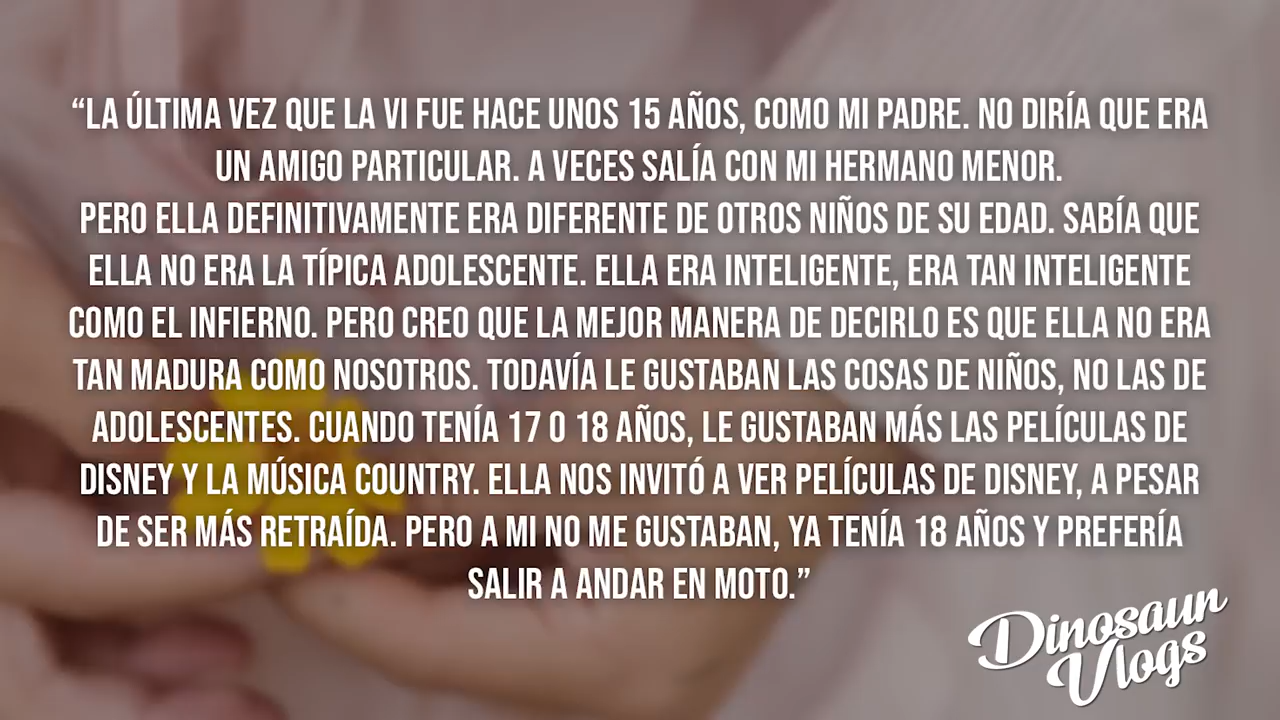 “LA ÚLTIMA VEZ QUE LA VI FUE HACE UNOS 15 AÑOS, COMO MI PADRE. NO DIRÍA QUE ERA
UN AMIGO PARTICULAR. A VECES SALÍA CON MI HERMANO MENOR.
PERO ELLA DEFINITIVAMENTE ERA DIFERENTE DE OTROS NIÑOS DE SU EDAD. SABÍA QUE
ELLA NO ERA LA TÍPICA ADOLESCENTE. ELLA ERA INTELIGENTE, ERA TAN INTELIGENTE
COMO EL INFIERNO. PERO CREO QUE LA MEJOR MANERA DE DECIRLO ES QUE ELLA NO ERA
TAN MADURA COMO NOSOTROS. TODAVÍA LE GUSTABAN LAS COSAS DE NIÑOS, NO LAS DE
ADOLESCENTES. CUANDO TENÍA 17 O 18 AÑOS, LE GUSTABAN MÁS LAS PELÍCULAS DE
DISNEY Y LA MÚSICA COUNTRY. ELLA NOS INVITÓ A VER PELÍCULAS DE DISNEY, A PESAR
DE SER MÁS RETRAÍDA. PERO A MI NO ME GUSTABAN, YA TENÍA 18 AÑOS Y PREFERÍA
SALIR A ANDAR EN MOTO.”
Dinosaun
Vlogs